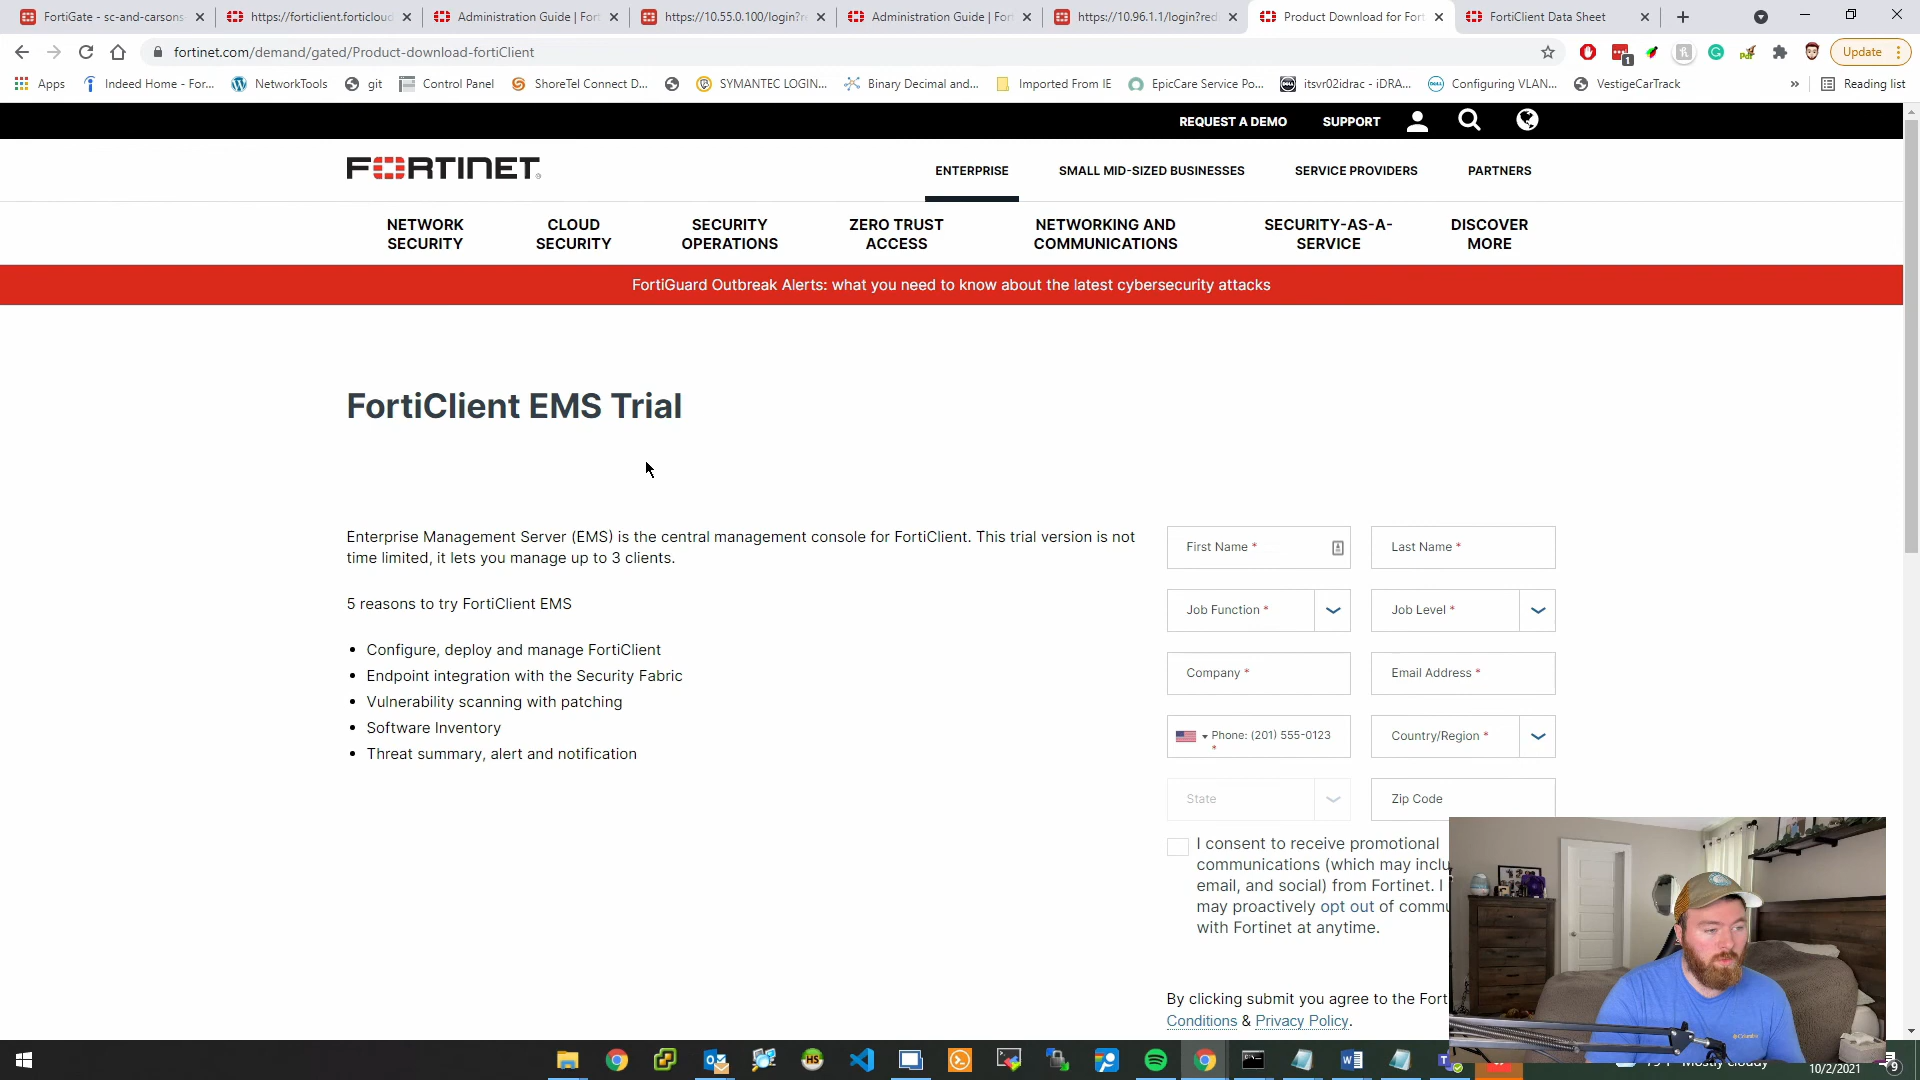 FortiGate - sc-and-carsons-
https://forticlient.forticloud
Administration Guide | Fort
https://10.55.0.100/login?re
Administration Guide | Fort
https://10.96.1.1/login?redi
Product Download for Fort
FortiClient Data Sheet
fortinet.com/demand/gated/Product-download-fortiClient
1
Update
Apps
Indeed Home - For...
NetworkTools
git
Control Panel
ShoreTel Connect D...
SYMANTEC LOGIN...
Binary Decimal and...
Imported From IE
EpicCare Service Po...
itsvr02idrac - iDRA...
Configuring VLAN...
VestigeCarTrack
»
Reading list
REQUEST A DEMO
SUPPORT
FORTINET
ENTERPRISE
SMALL MID-SIZED BUSINESSES
SERVICE PROVIDERS
PARTNERS
NETWORK
SECURITY
CLOUD
SECURITY
SECURITY
OPERATIONS
ZERO TRUST
ACCESS
NETWORKING AND
COMMUNICATIONS
SECURITY-AS-A-
SERVICE
DISCOVER
MORE
FortiGuard Outbreak Alerts: what you need to know about the latest cybersecurity attacks
FortiClient EMS Trial
Enterprise Management Server (EMS) is the central management console for FortiClient. This trial version is not
time limited, it lets you manage up to 3 clients.
5 reasons to try FortiClient EMS
• Configure, deploy and manage FortiClient
• Endpoint integration with the Security Fabric
• Vulnerability scanning with patching
• Software Inventory
• Threat summary, alert and notification
First Name *
Last Name *
Job Function *
Job Level *
Company *
Email Address *
Phone: (201) 555-0123
*
Country/Region *
State
Zip Code
I consent to receive promotional
communications (which may inclu
email, and social) from Fortinet. I
may proactively opt out of commu
with Fortinet at anytime.
By clicking submit you agree to the Fort
Conditions & Privacy Policy.
HS
Mostly cloudy
10/2/2021
9